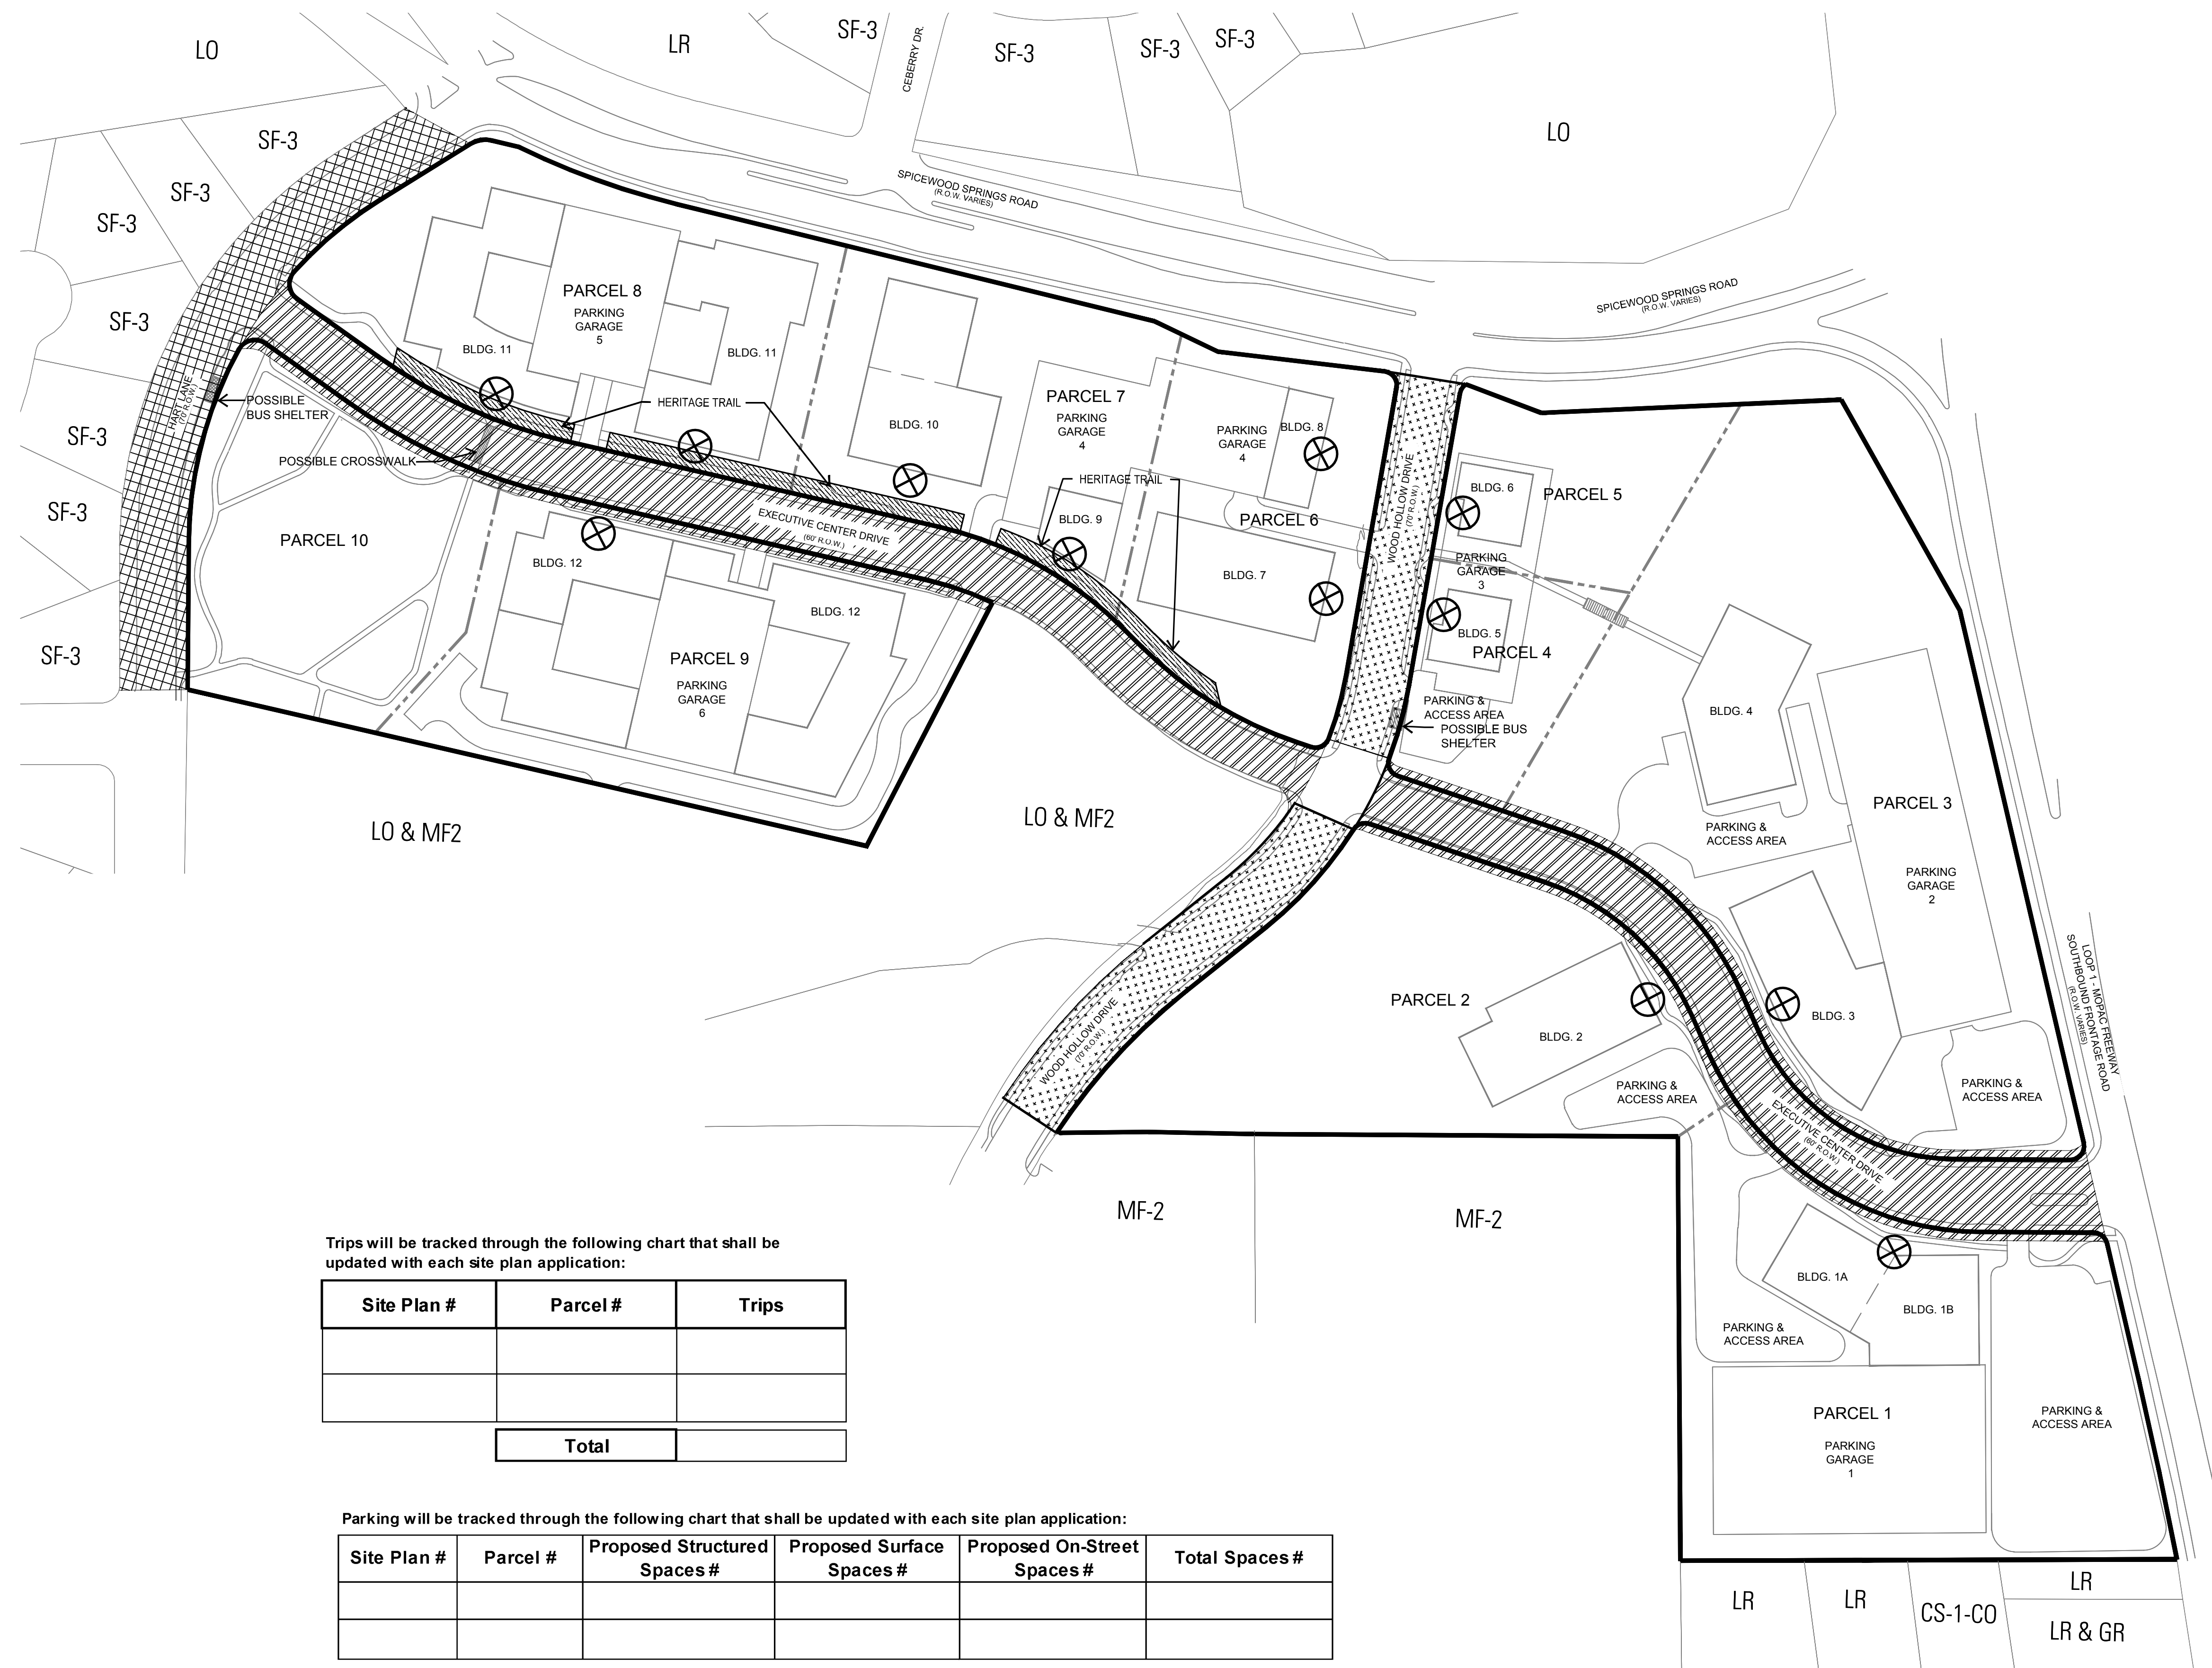 LO
LR
SF-3
SF-3
SF-3
SF-3
CEBERRY DR.
LO
SF-3
SF-3
SF-3
SF-3
SF-3
SF-3
SF-3
SPICEWOOD SPRINGS ROAD
(R.O.W. VARIES)
SPICEWOOD SPRINGS ROAD
(R.O.W. VARIES)
HART LANE
(70' R.O.W.)
POSSIBLE
BUS SHELTER
POSSIBLE CROSSWALK
PARCEL 8
PARKING
GARAGE
5
BLDG. 11
BLDG. 11
HERITAGE TRAIL
BLDG. 10
PARCEL 7
PARKING
GARAGE
4
PARKING
GARAGE
4
BLDG. 8
HERITAGE TRAIL
BLDG. 9
PARCEL 6
BLDG. 7
WOOD HOLLOW DRIVE
(70' R.O.W.)
BLDG. 6
PARCEL 5
PARKING
GARAGE
3
BLDG. 5
PARCEL 4
PARKING &
ACCESS AREA
POSSIBLE BUS
SHELTER
PARCEL 10
EXECUTIVE CENTER DRIVE
(60' R.O.W.)
BLDG. 12
BLDG. 12
PARCEL 9
PARKING
GARAGE
6
LO & MF2
LO & MF2
BLDG. 4
PARCEL 3
PARKING &
ACCESS AREA
PARKING
GARAGE
2
LOOP 1 - MOPAC FREEWAY
SOUTHBOUND FRONTAGE ROAD
(R.O.W. VARIES)
PARCEL 2
BLDG. 2
BLDG. 3
WOOD HOLLOW DRIVE
(70' R.O.W.)
PARKING &
ACCESS AREA
PARKING &
ACCESS AREA
EXECUTIVE CENTER DRIVE
(60' R.O.W.)
MF-2
MF-2
BLDG. 1A
BLDG. 1B
PARKING &
ACCESS AREA
PARCEL 1
PARKING
GARAGE
1
PARKING &
ACCESS AREA
LR
LR
CS-1-CO
LR
LR & GR
Trips will be tracked through the following chart that shall be
updated with each site plan application:
Site Plan # Parcel # Trips
Total
Parking will be tracked through the following chart that shall be updated with each site plan application:
Site Plan # Parcel # Proposed Structured Proposed Surface Proposed On-Street Total Spaces #
Spaces # Spaces # Spaces #